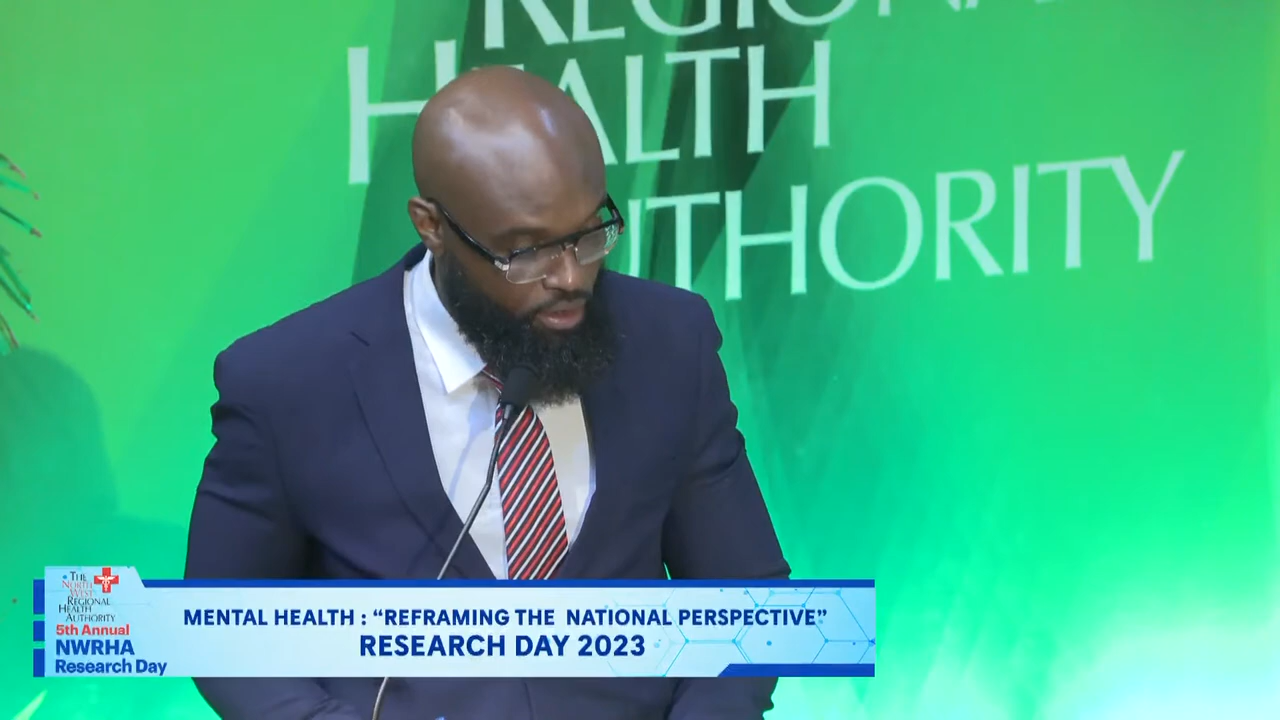 REGIONAL
HEALTH
AUTHORITY
THE
NORTH
WEST
REGIONAL
HEALTH
AUTHORITY
5th Annual
NWRHA
Research Day
MENTAL HEALTH : “REFRAMING THE NATIONAL PERSPECTIVE”
RESEARCH DAY 2023